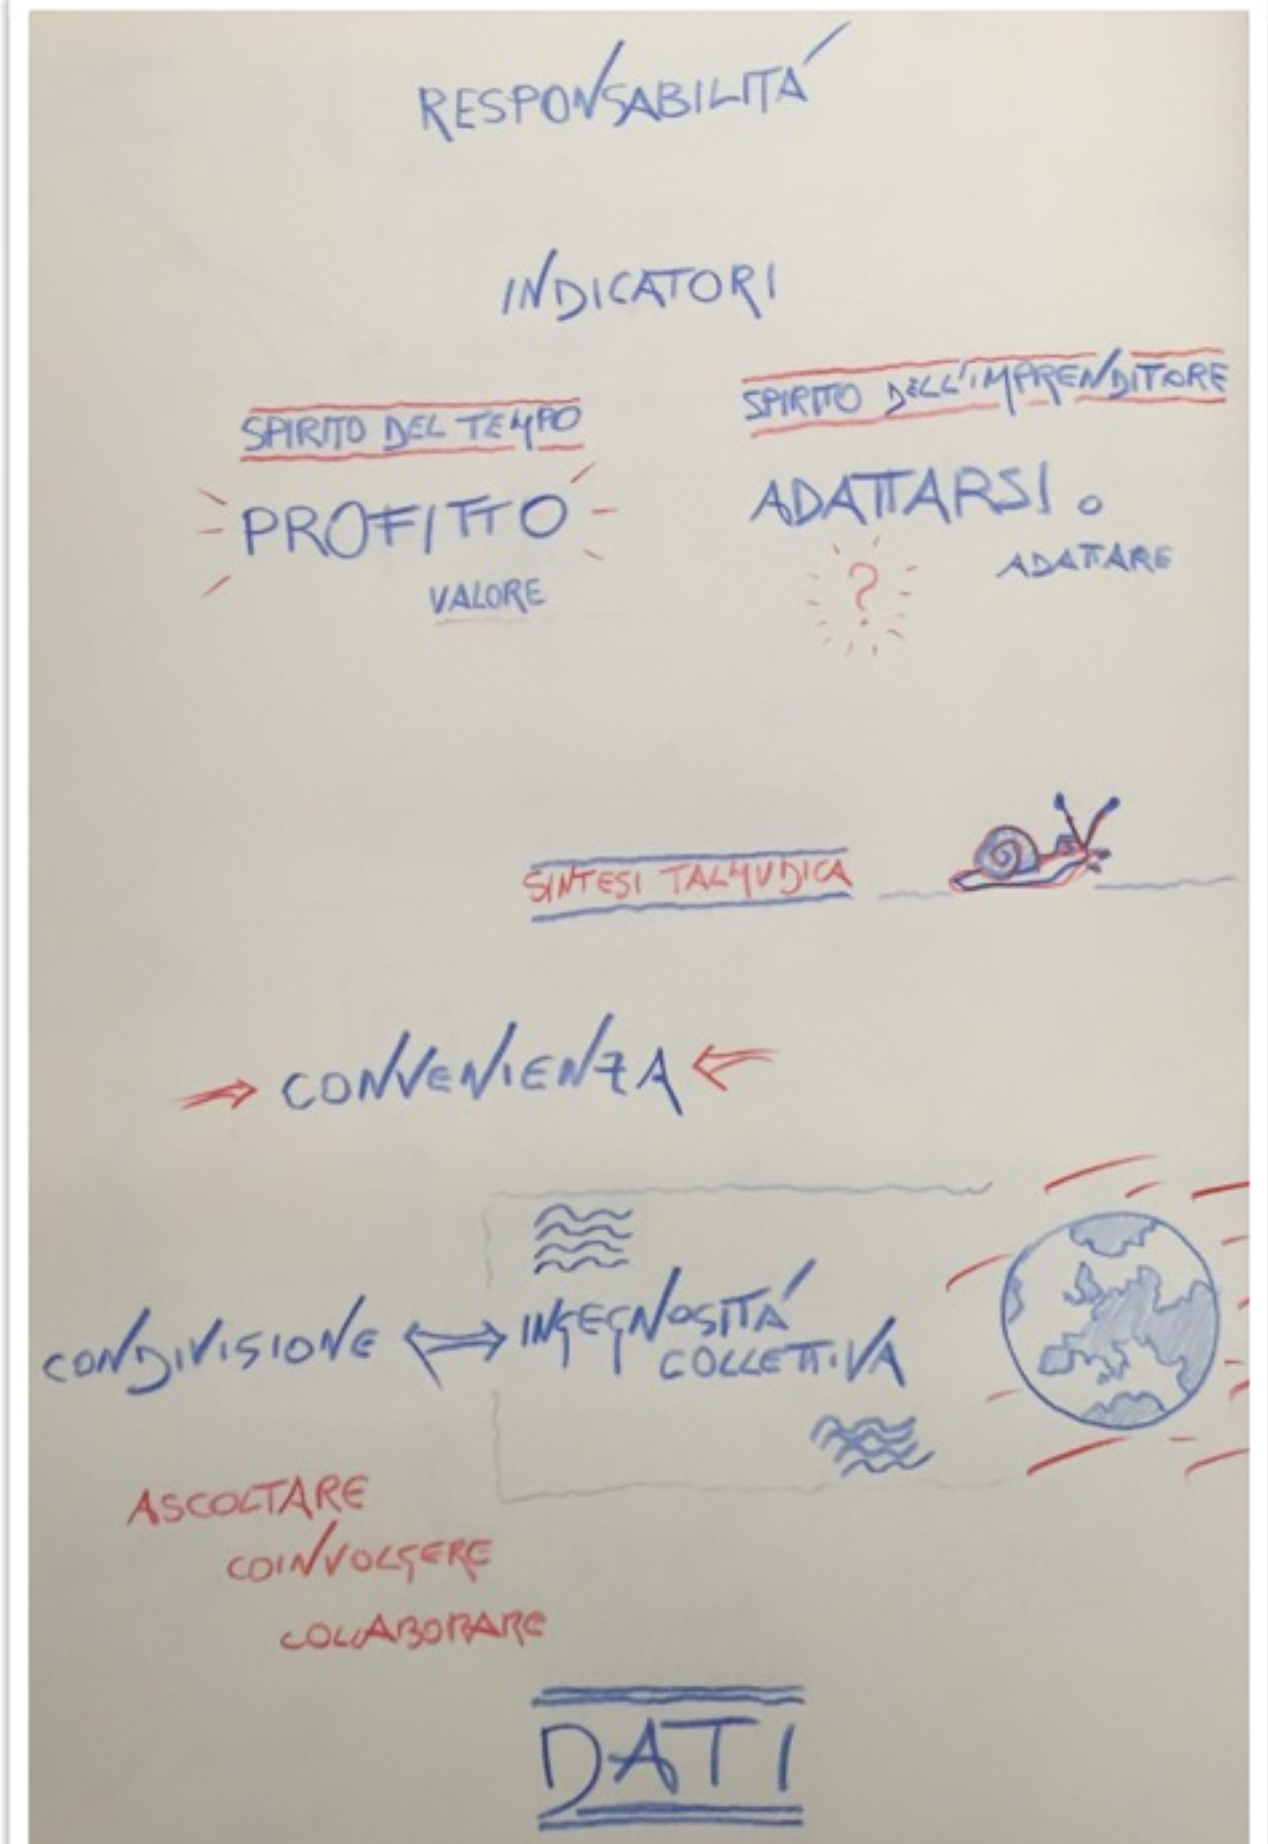 RESPONSABILITÁ
INDICATORI
SPIRITO DEL TEMPO
SPIRITO DELL'IMPRENDITORE
PROFITTO
VALORE
ADATTARSI o
ADATTARE
?
SINTESI TALMUDICA
CONVENIENZA
CONDIVISIONE
INGEGNOSITÁ
COLLETTIVA
ASCOLTARE
COINVOLGERE
COLLABORARE
DATI